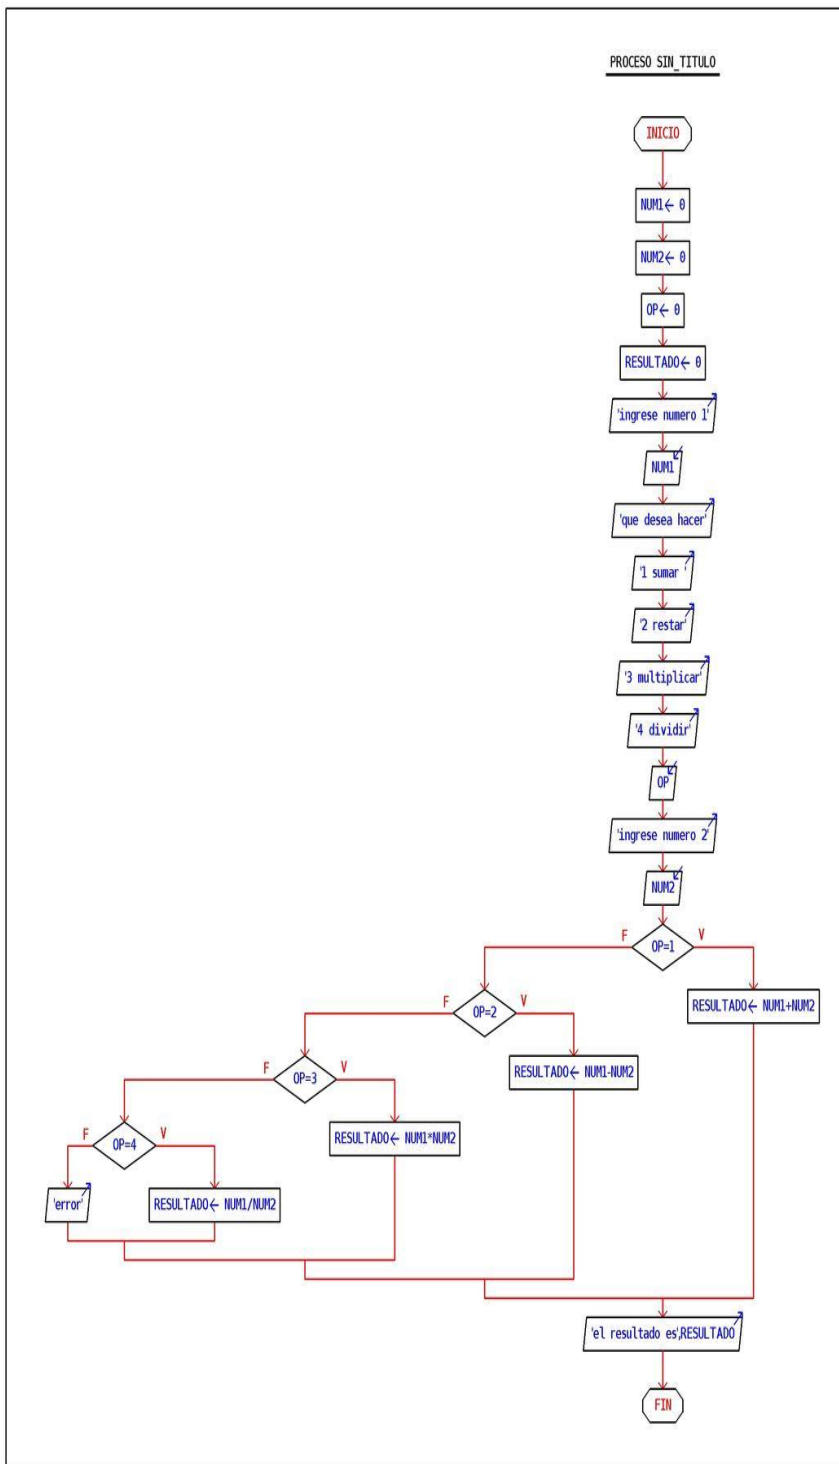 PROCESO SIN_TITULO
INICIO
NUM1← 0
NUM2← 0
OP← 0
RESULTADO← 0
'ingrese numero 1'
NUM1
'que desea hacer'
'1 sumar '
'2 restar'
'3 multiplicar'
'4 dividir'
OP
'ingrese numero 2'
NUM2
F OP=1 V
RESULTADO← NUM1+NUM2
F OP=2 V
RESULTADO← NUM1-NUM2
F OP=3 V
RESULTADO← NUM1*NUM2
F OP=4 V
'error'
RESULTADO← NUM1/NUM2
'el resultado es',RESULTADO
FIN